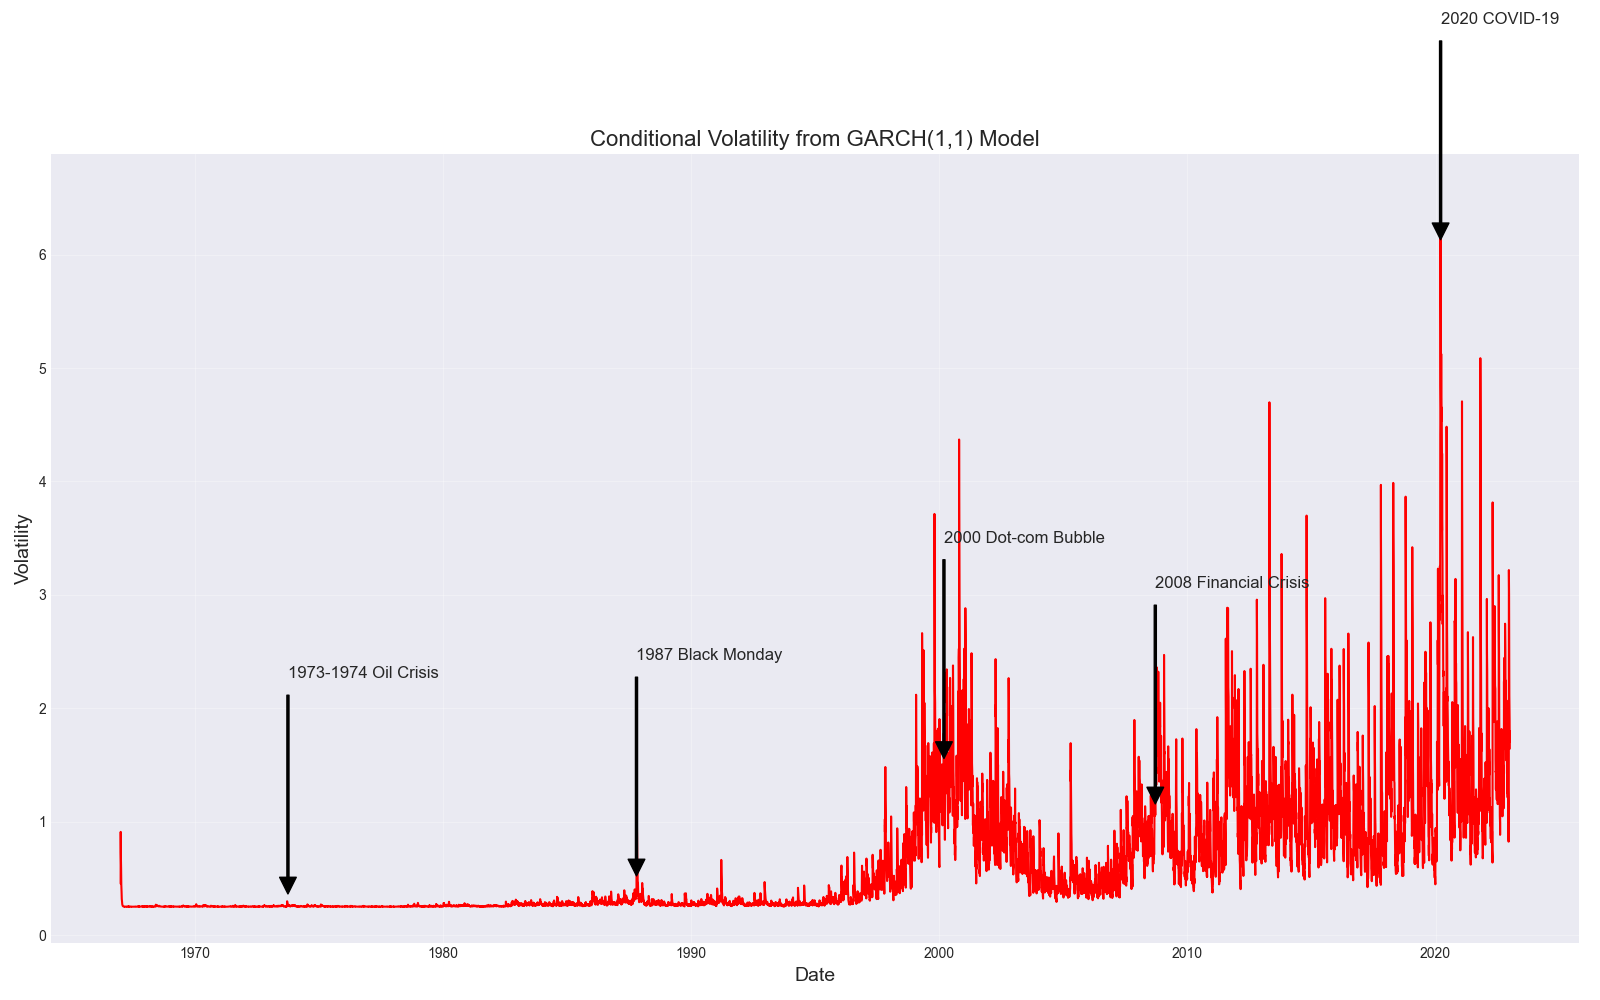 2020 COVID-19
Conditional Volatility from GARCH(1,1) Model
6
5
4
3
2
1
0
Volatility
2000 Dot-com Bubble
2008 Financial Crisis
1987 Black Monday
1973-1974 Oil Crisis
1970
1980
1990
2000
2010
2020
Date